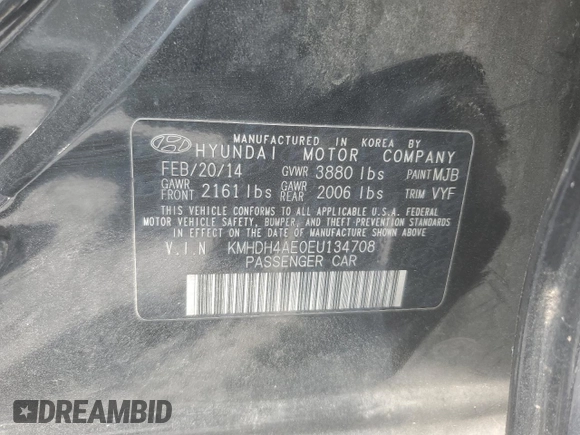 MANUFACTURED IN KOREA BY
HYUNDAI MOTOR COMPANY
FEB/20/14 GVWR 3880 lbs PAINT MJB
GAWR FRONT 2161 lbs GAWR REAR 2006 lbs TRIM VYF
THIS VEHICLE CONFORMS TO ALL APPLICABLE U.S.A. FEDERAL
MOTOR VEHICLE SAFETY, BUMPER, AND THEFT PREVENTION STANDARDS
IN EFFECT ON THE DATE OF MANUFACTURE SHOWN ABOVE
V.I.N KMHDH4AE0EU134708
PASSENGER CAR
DREAMBID